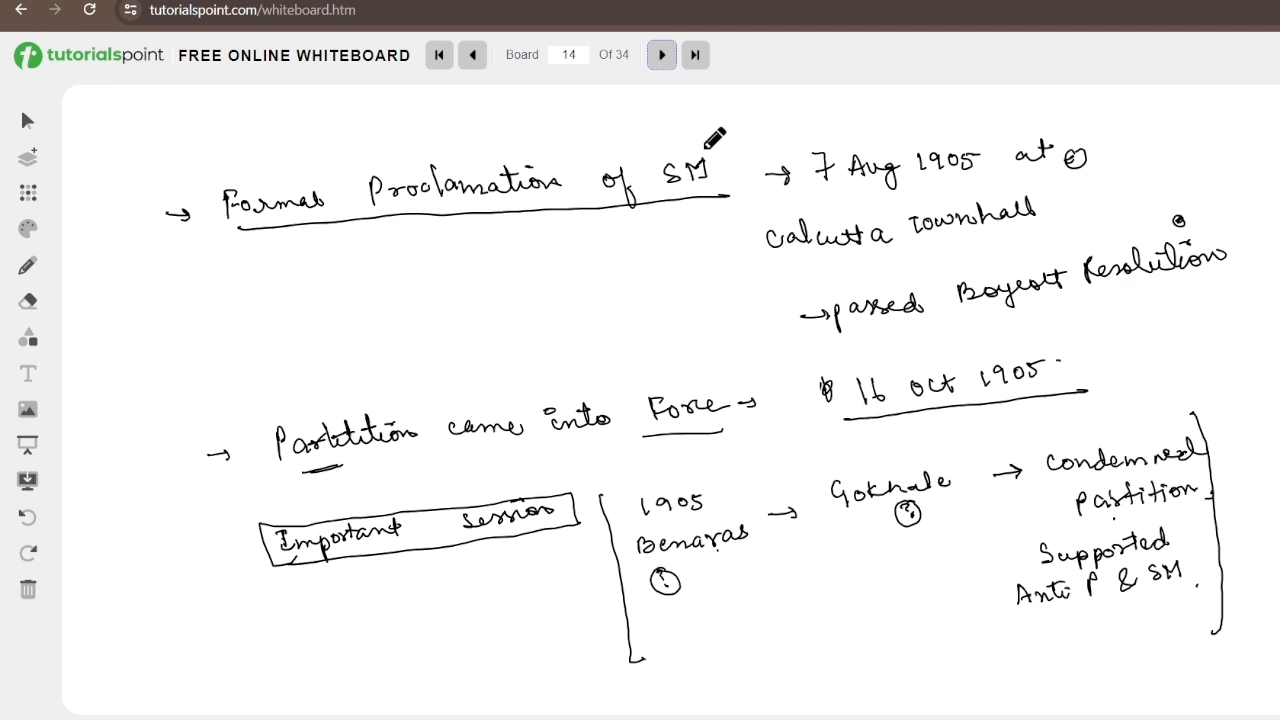 tutorialspoint.com/whiteboard.htm
tutorialspoint FREE ONLINE WHITEBOARD Board 14 Of 34
→ Formal Proclamation of SM → 7 Aug 1905 at
Calcutta Townhall
→ passed Boycott Resolution
→ Partition came into Force → 16 Oct 1905.
Important session
1905
Benaras → Gokhale → Condemned
Partition
Supported
Anti P & SM.